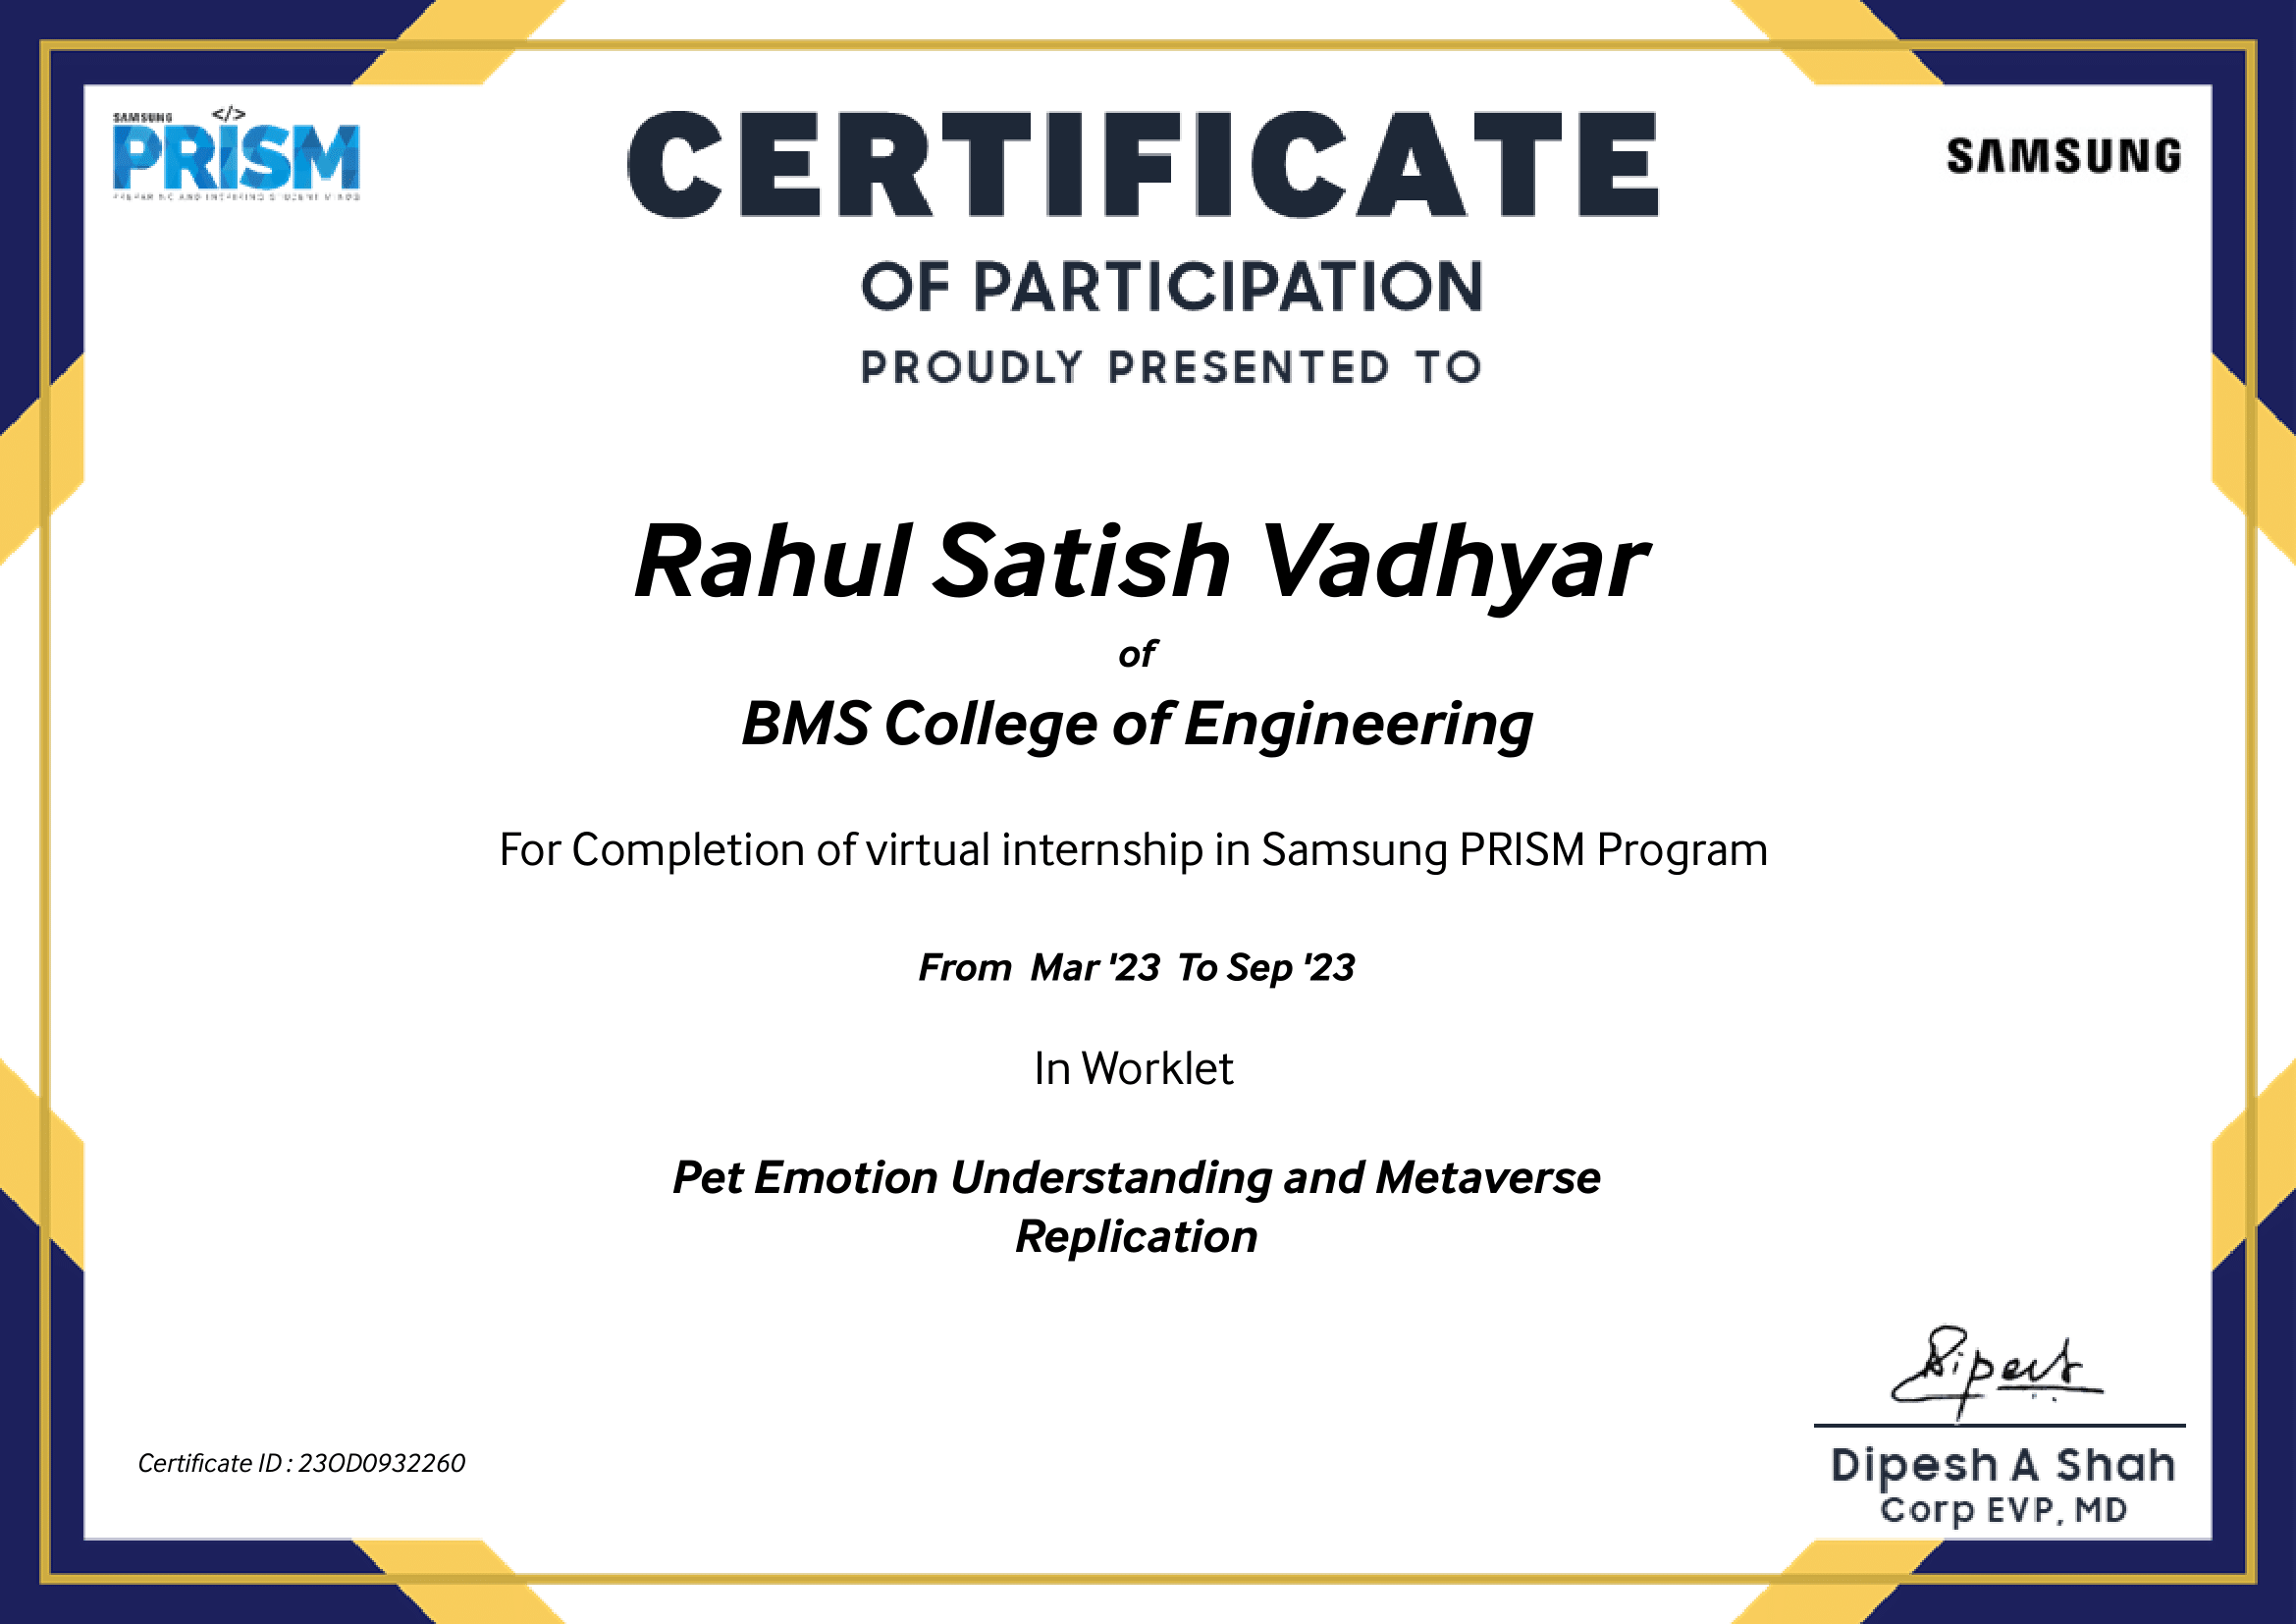 SAMSUNG
</>
PRISM
PREPARING AND INSPIRING STUDENT MINDS
SAMSUNG
CERTIFICATE
OF PARTICIPATION
PROUDLY PRESENTED TO
Rahul Satish Vadhyar
of
BMS College of Engineering
For Completion of virtual internship in Samsung PRISM Program
From Mar '23 To Sep '23
In Worklet
Pet Emotion Understanding and Metaverse
Replication
Dipesh
Certificate ID : 23OD0932260
Dipesh A Shah
Corp EVP, MD